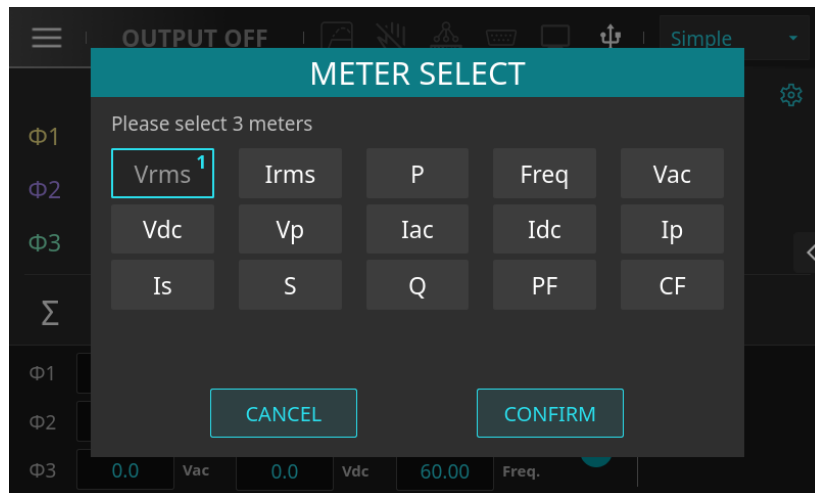 OUTPUT OFF Simple
METER SELECT
Please select 3 meters
Φ1
Vrms 1 Irms P Freq Vac
Φ2
Vdc Vp Iac Idc Ip
Φ3
Is S Q PF CF
Σ
Φ1
CANCEL CONFIRM
Φ2
Φ3 0.0 Vac 0.0 Vdc 60.00 Freq.